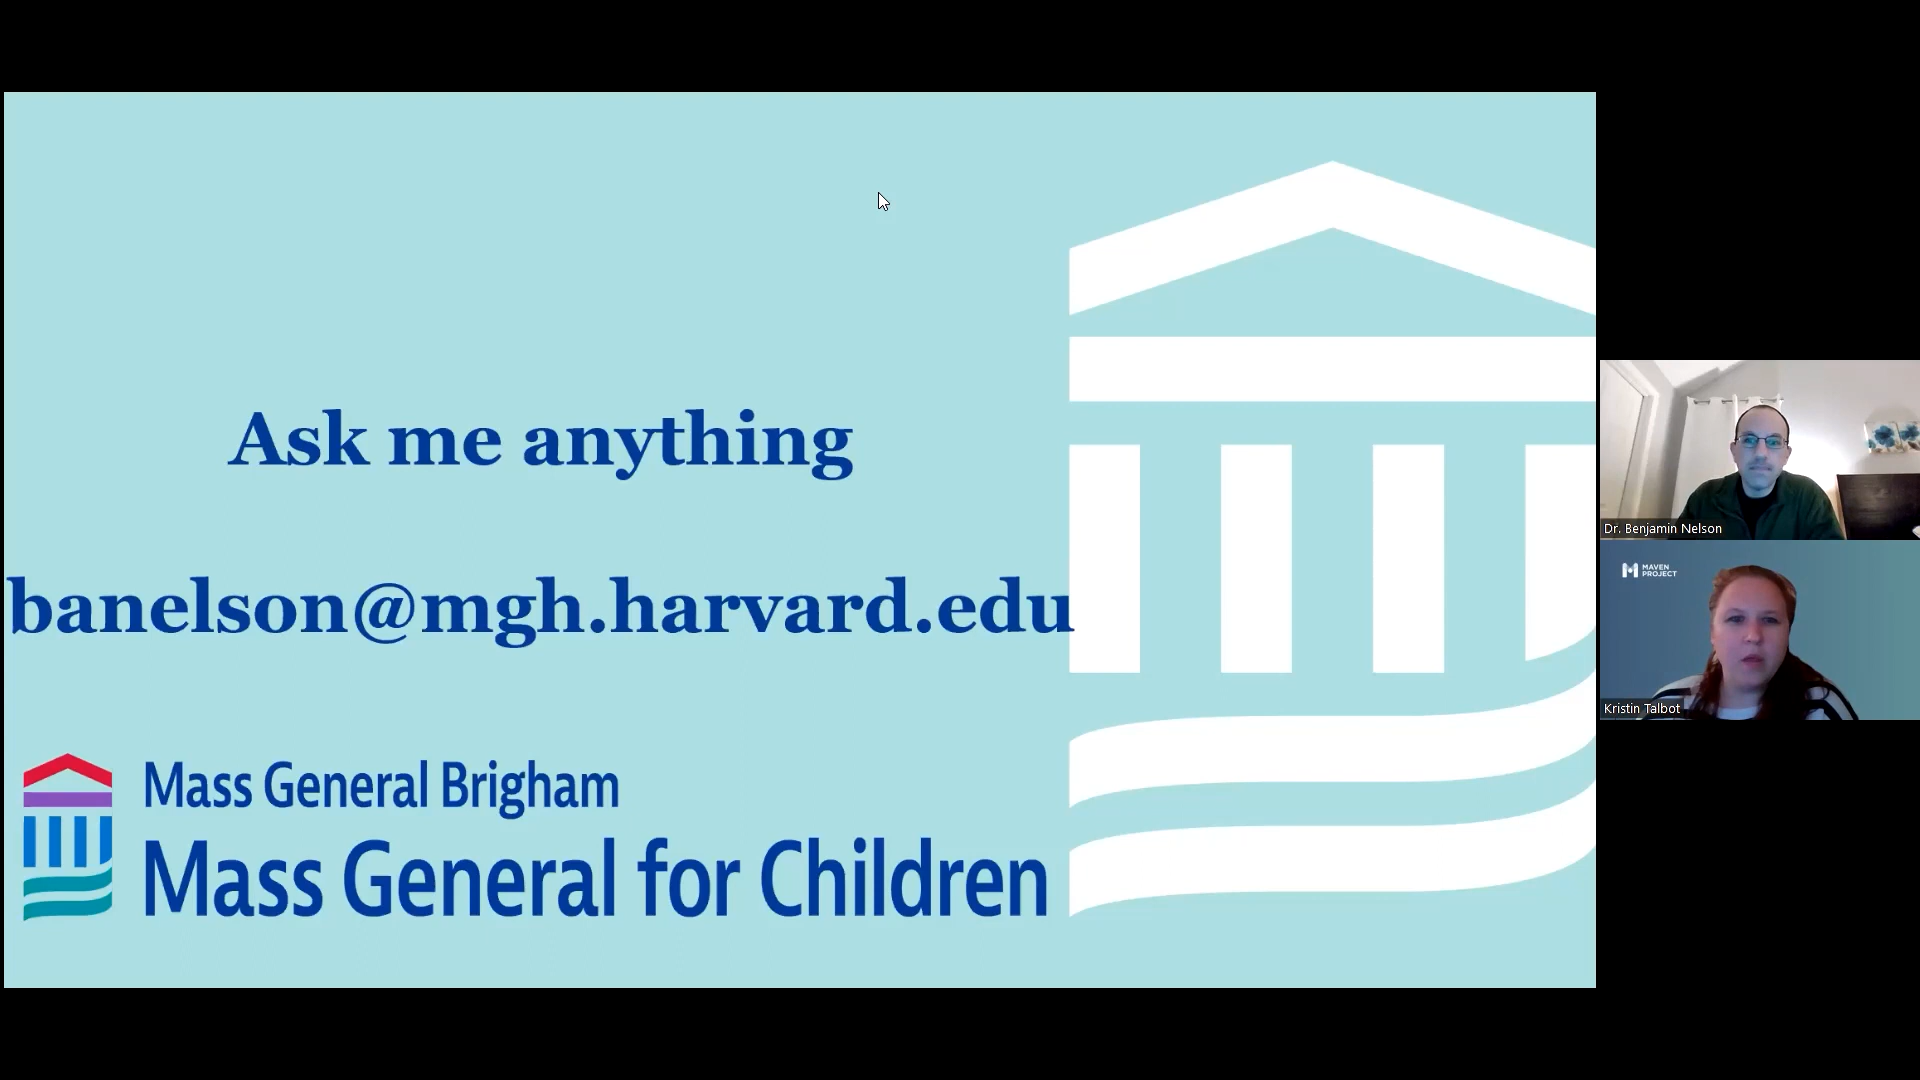 Ask me anything
banelson@mgh.harvard.edu
Mass General Brigham
Mass General for Children
Dr. Benjamin Nelson
MAVEN
PROJECT
Kristin Talbot